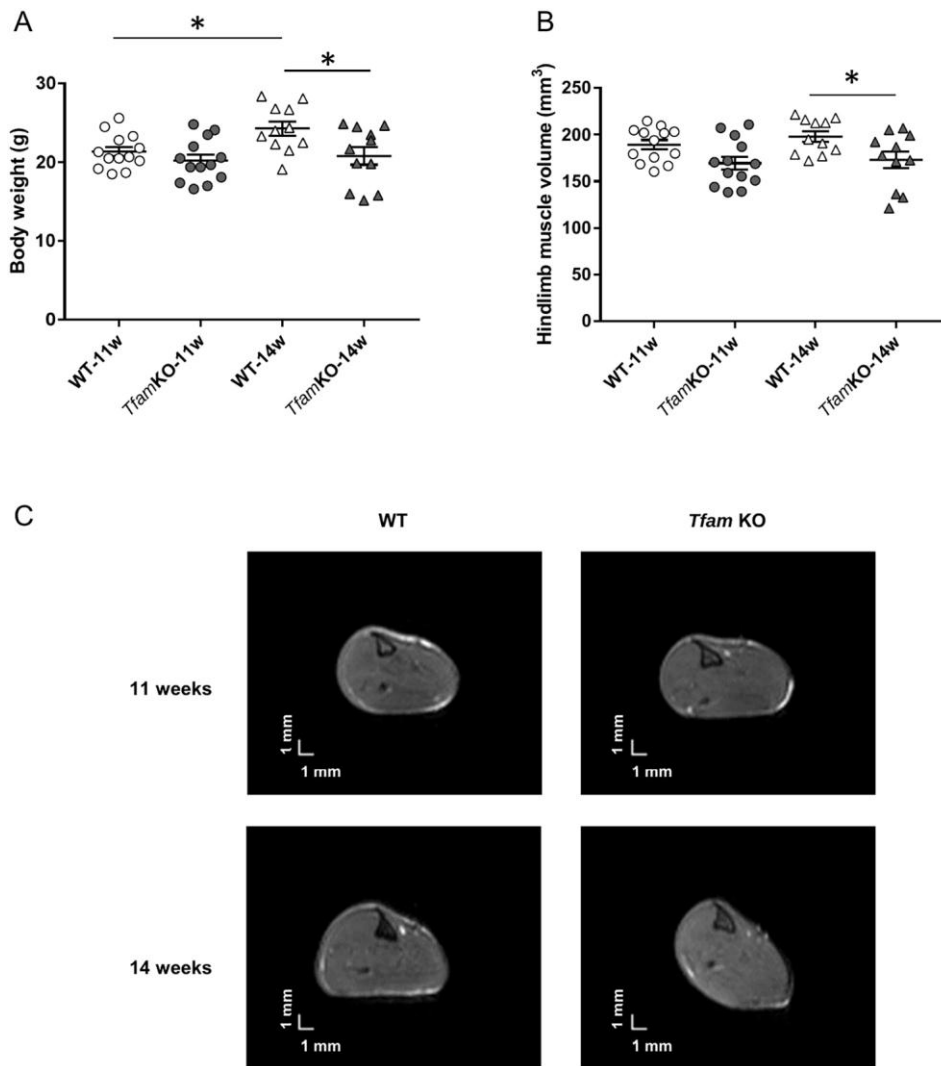 A
B
*
*
*
Body weight (g)
30
20
10
0
WT-11w
TfamKO-11w
WT-14w
TfamKO-14w
Hindlimb muscle volume (mm³)
250
200
150
100
50
0
WT-11w
TfamKO-11w
WT-14w
TfamKO-14w
C
WT
Tfam KO
11 weeks
1 mm
1 mm
1 mm
1 mm
14 weeks
1 mm
1 mm
1 mm
1 mm